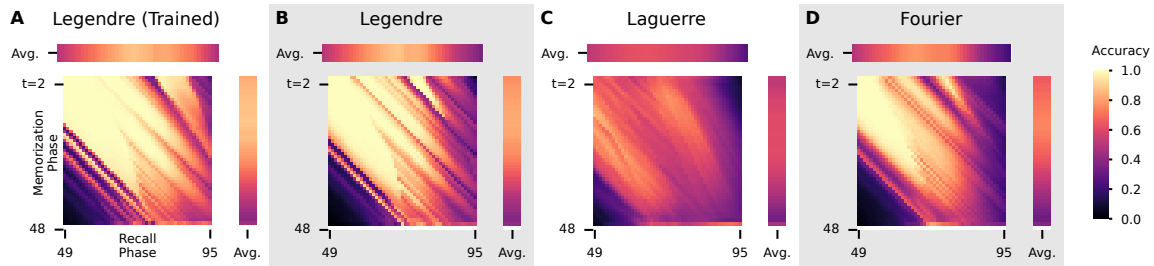 A Legendre (Trained)
B Legendre
C Laguerre
D Fourier
Avg.
Avg.
Avg.
Avg.
Accuracy
t=2
t=2
t=2
t=2
1.0
0.8
0.6
0.4
0.2
0.0
Memorization
Phase
48
48
48
48
49
Recall
Phase
95
Avg.
49
95
Avg.
49
95
Avg.
49
95
Avg.